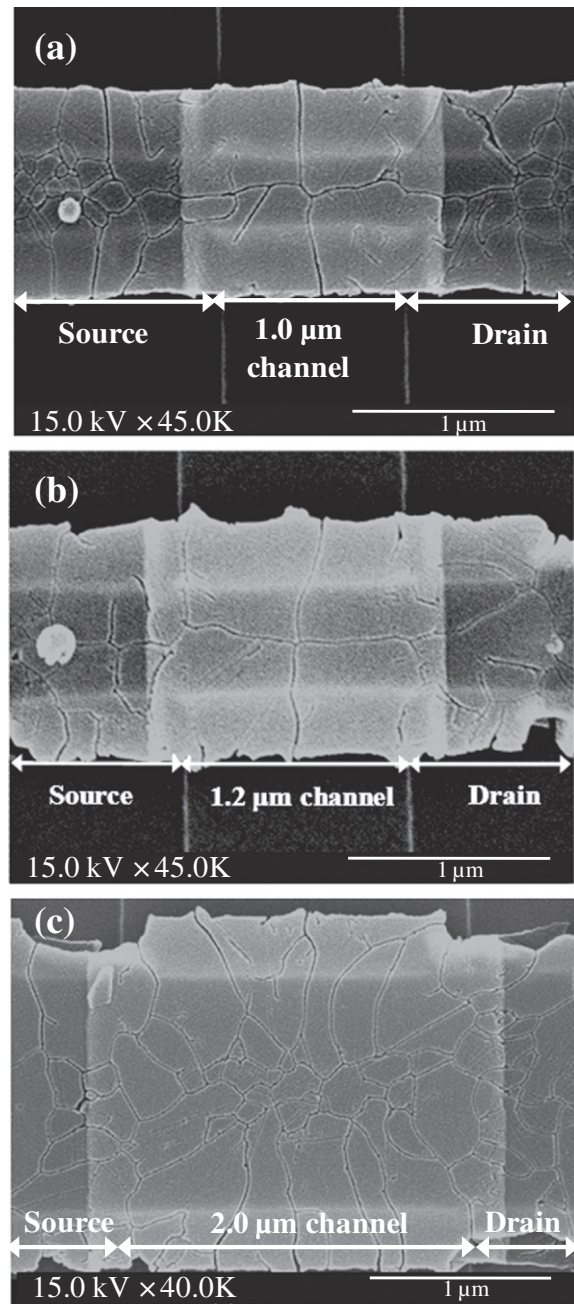 (a)
Source
1.0 µm
channel
Drain
15.0 kV ×45.0K
1 µm
(b)
Source
1.2 µm channel
Drain
15.0 kV ×45.0K
1 µm
(c)
Source
2.0 µm channel
Drain
15.0 kV ×40.0K
1 µm